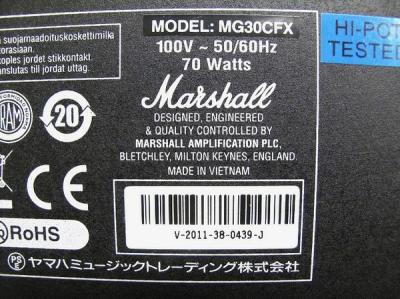 suojamaadoituskoskettimilla
orasiaan.
oples jordet stikkontakt.
l jordat uttag.
MODEL: MG30CFX
100V ~ 50/60Hz
70 Watts
HI-POT
TESTED
Marshall
DESIGNED, ENGINEERED
& QUALITY CONTROLLED BY
MARSHALL AMPLIFICATION PLC,
BLETCHLEY, MILTON KEYNES, ENGLAND.
MADE IN VIETNAM
20
CE
RoHS
V-2011-38-0439-J
PSE ヤマハミュージックトレーディング株式会社